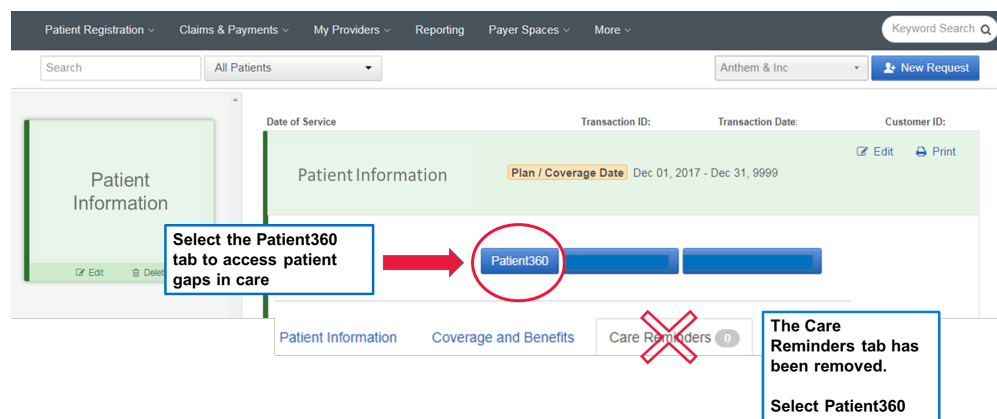 Patient Registration Claims & Payments My Providers Reporting Payer Spaces More Keyword Search
Search All Patients Anthem & Inc New Request
Date of Service Transaction ID: Transaction Date: Customer ID:
Edit Print
Patient
Information
Edit
Patient Information Plan / Coverage Date Dec 01, 2017 - Dec 31, 9999
Select the Patient360
tab to access patient
gaps in care
Patient360
Patient Information Coverage and Benefits Care Reminders 0
The Care
Reminders tab has
been removed.
Select Patient360